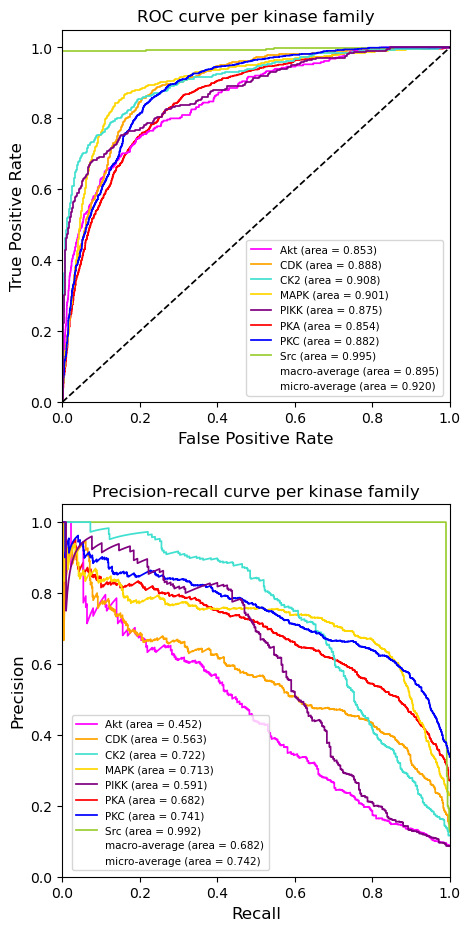 ROC curve per kinase family
1.0
0.8
0.6
0.4
0.2
0.0
True Positive Rate
Akt (area = 0.853)
CDK (area = 0.888)
CK2 (area = 0.908)
MAPK (area = 0.901)
PIKK (area = 0.875)
PKA (area = 0.854)
PKC (area = 0.882)
Src (area = 0.995)
macro-average (area = 0.895)
micro-average (area = 0.920)
0.0 0.2 0.4 0.6 0.8 1.0
False Positive Rate
Precision-recall curve per kinase family
1.0
0.8
0.6
0.4
0.2
0.0
Precision
Akt (area = 0.452)
CDK (area = 0.563)
CK2 (area = 0.722)
MAPK (area = 0.713)
PIKK (area = 0.591)
PKA (area = 0.682)
PKC (area = 0.741)
Src (area = 0.992)
macro-average (area = 0.682)
micro-average (area = 0.742)
0.0 0.2 0.4 0.6 0.8 1.0
Recall